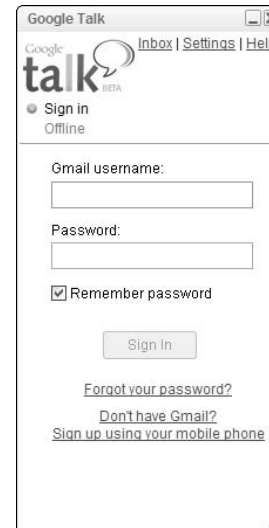 Google Talk
Google
talk
BETA
Inbox | Settings | Hel
Sign in
Offline
Gmail username:
Password:
Remember password
Sign In
Forgot your password?
Don't have Gmail?
Sign up using your mobile phone